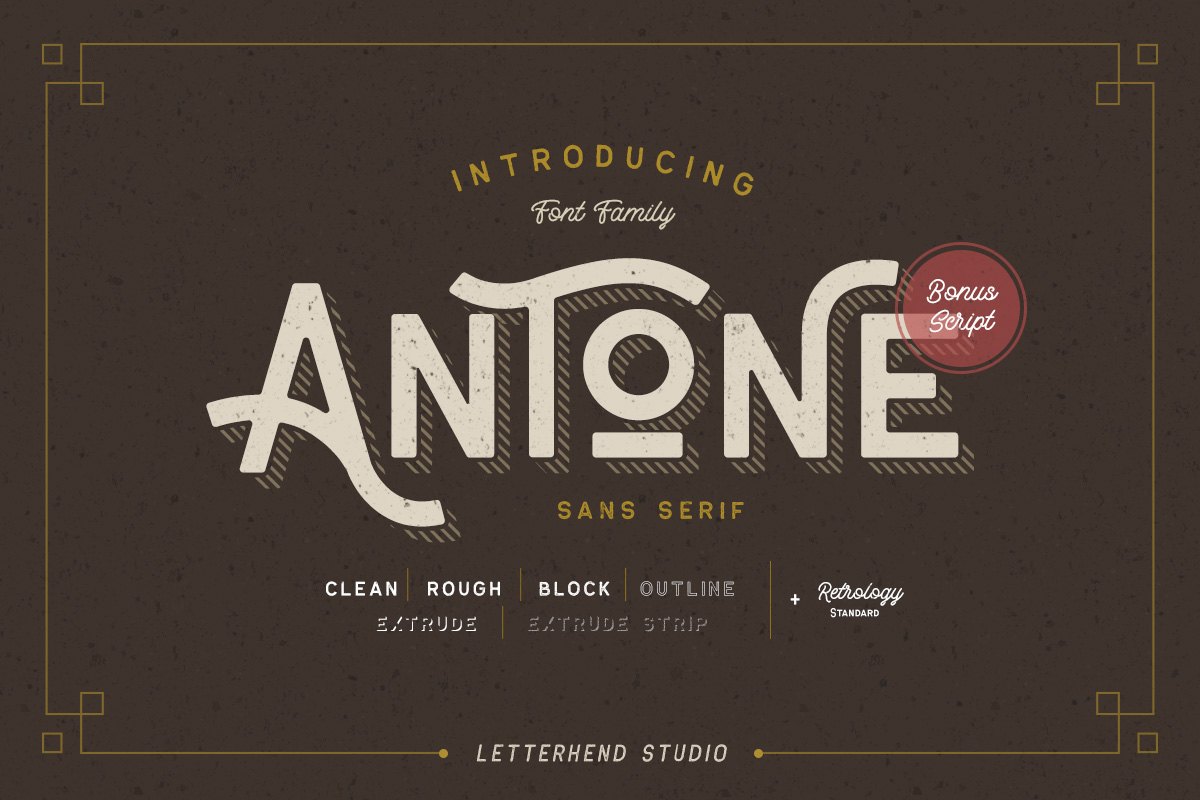 INTRODUCING
Font Family
ANTONE
Bonus
Script
SANS SERIF
CLEAN ROUGH BLOCK OUTLINE
EXTRUDE EXTRUDE STRIP
+ Retrology
STANDARD
LETTERHEND STUDIO